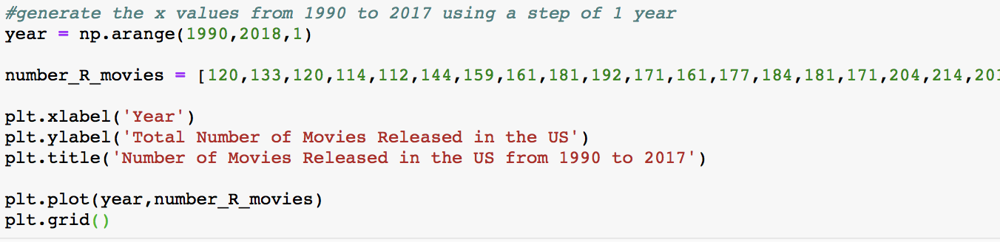 #generate the x values from 1990 to 2017 using a step of 1 year
year = np.arange(1990,2018,1)
number_R_movies = [120,133,120,114,112,144,159,161,181,192,171,161,177,184,181,171,204,214,201
plt.xlabel('Year')
plt.ylabel('Total Number of Movies Released in the US')
plt.title('Number of Movies Released in the US from 1990 to 2017')
plt.plot(year,number_R_movies)
plt.grid()